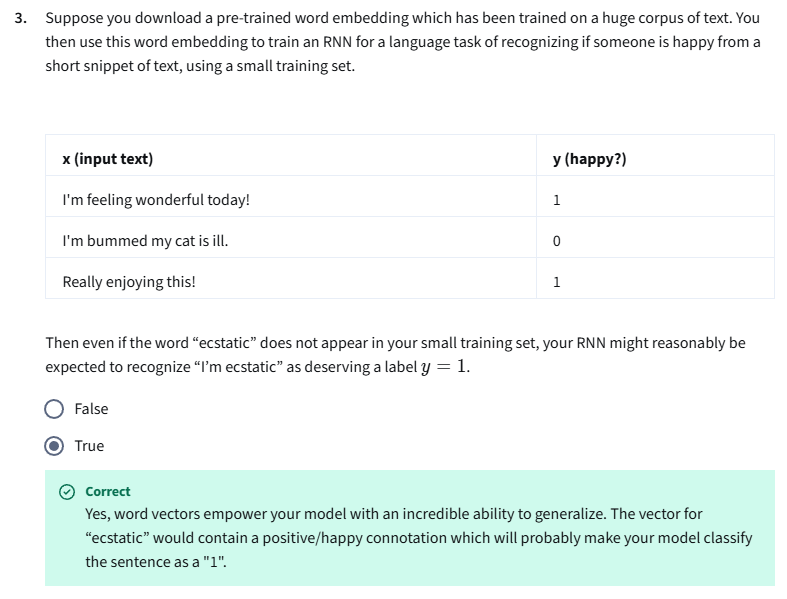 3. Suppose you download a pre-trained word embedding which has been trained on a huge corpus of text. You
then use this word embedding to train an RNN for a language task of recognizing if someone is happy from a
short snippet of text, using a small training set.
x (input text) y (happy?)
I'm feeling wonderful today! 1
I'm bummed my cat is ill. 0
Really enjoying this! 1
Then even if the word “ecstatic” does not appear in your small training set, your RNN might reasonably be
expected to recognize “I’m ecstatic” as deserving a label y = 1.
False
True
Correct
Yes, word vectors empower your model with an incredible ability to generalize. The vector for
“ecstatic” would contain a positive/happy connotation which will probably make your model classify
the sentence as a "1".